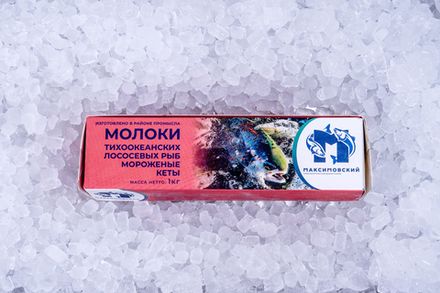 ИЗГОТОВЛЕНО В РАЙОНЕ ПРОМЫСЛА
МОЛОКИ
ТИХООКЕАНСКИХ
ЛОСОСЕВЫХ РЫБ
МОРОЖЕНЫЕ
КЕТЫ
МАССА НЕТТО: 1КГ
МАКСИМОВСКИЙ